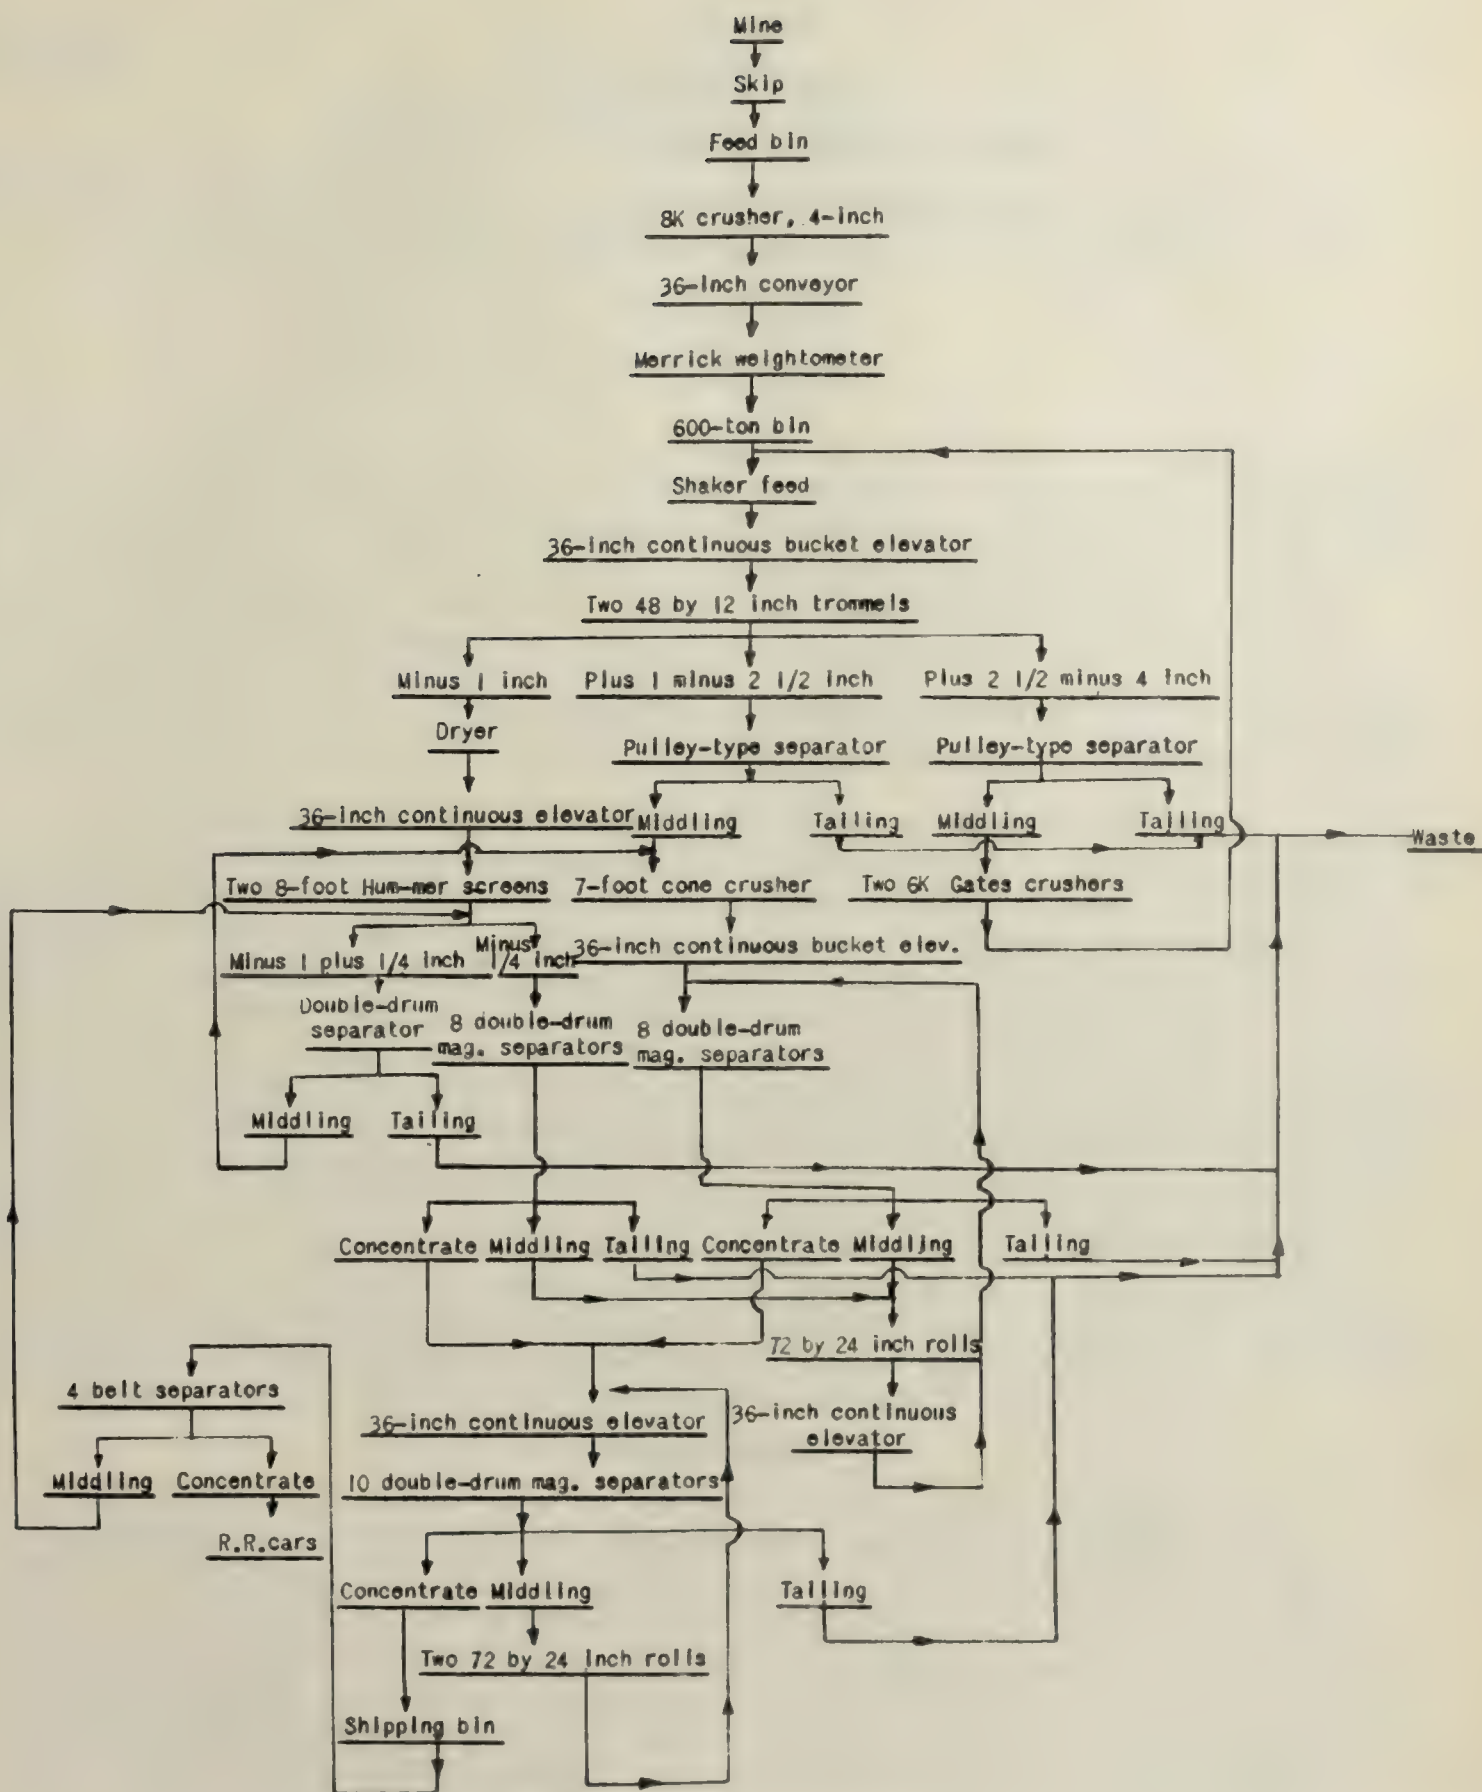 Mine
Skip
Feed bin
8K crusher, 4-inch
36-inch conveyor
Merrick weightometer
600-ton bin
Shaker feed
36-inch continuous bucket elevator
Two 48 by 12 inch trommels
Minus 1 inch
Plus 1 minus 2 1/2 inch
Plus 2 1/2 minus 4 inch
Dryer
Pulley-type separator
Pulley-type separator
36-inch continuous elevator
Middling
Tailing
Middling
Tailing
Waste
Two 8-foot Hum-mer screens
7-foot cone crusher
Two 6K Gates crushers
Minus 1 plus 1/4 inch
Minus
1/4 inch
36-inch continuous bucket elev.
Double-drum
separator
8 double-drum
mag. separators
8 double-drum
mag. separators
Middling
Tailing
Concentrate
Middling
Tailing
Concentrate
Middling
Tailing
72 by 24 inch rolls
4 belt separators
36-inch continuous elevator
36-inch continuous
elevator
Middling
Concentrate
10 double-drum mag. separators
R.R.cars
Concentrate
Middling
Tailing
Two 72 by 24 inch rolls
Shipping bin